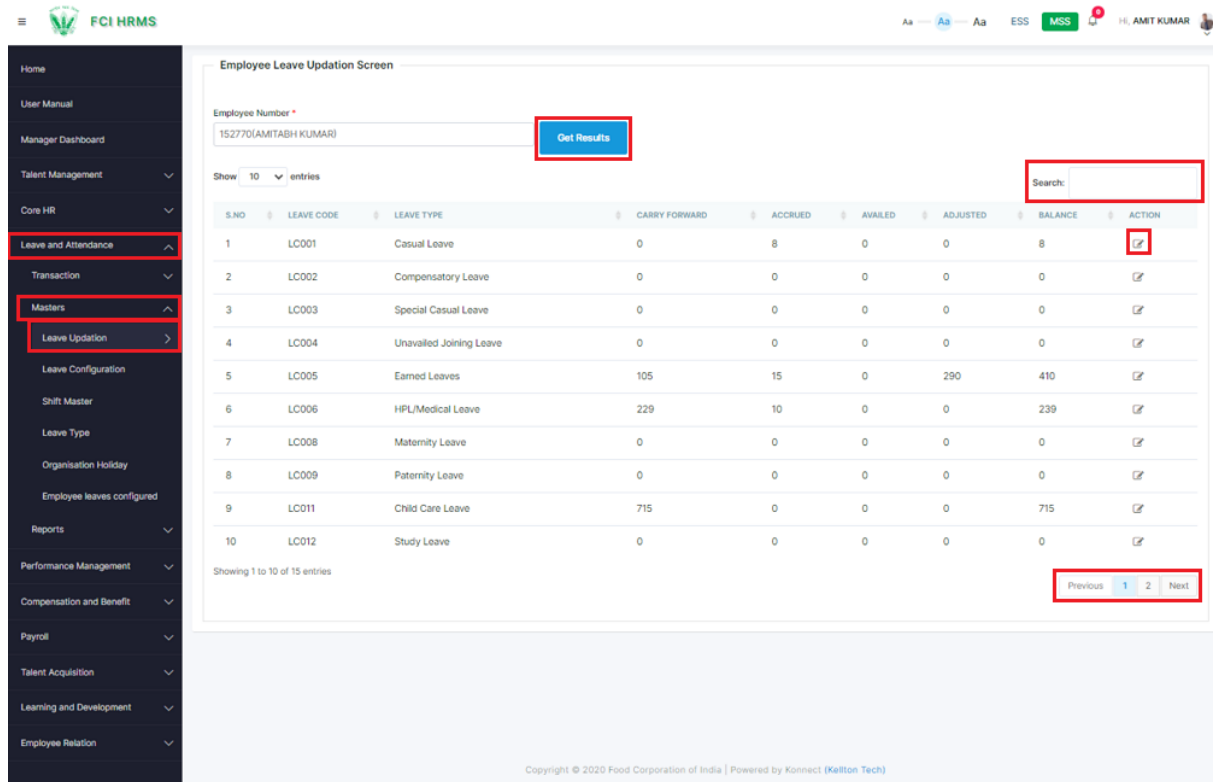 FCI HRMS
Aa Aa Aa ESS MSS 0 Hi, AMIT KUMAR
Home
User Manual
Manager Dashboard
Talent Management
Core HR
Leave and Attendance
Transaction
Masters
Leave Updation
Leave Configuration
Shift Master
Leave Type
Organisation Holiday
Employee leaves configured
Reports
Performance Management
Compensation and Benefit
Payroll
Talent Acquisition
Learning and Development
Employee Relation
Employee Leave Updation Screen
Employee Number *
152770(AMITABH KUMAR)
Get Results
Show 10 entries
Search:
S.NO LEAVE CODE LEAVE TYPE CARRY FORWARD ACCRUED AVAILED ADJUSTED BALANCE ACTION
1 LC001 Casual Leave 0 8 0 0 8
2 LC002 Compensatory Leave 0 0 0 0 0
3 LC003 Special Casual Leave 0 0 0 0 0
4 LC004 Unavailed Joining Leave 0 0 0 0 0
5 LC005 Earned Leaves 105 15 0 290 410
6 LC006 HPL/Medical Leave 229 10 0 0 239
7 LC008 Maternity Leave 0 0 0 0 0
8 LC009 Paternity Leave 0 0 0 0 0
9 LC011 Child Care Leave 715 0 0 0 715
10 LC012 Study Leave 0 0 0 0 0
Showing 1 to 10 of 15 entries
Previous 1 2 Next
Copyright © 2020 Food Corporation of India | Powered by Konnect (Kellton Tech)